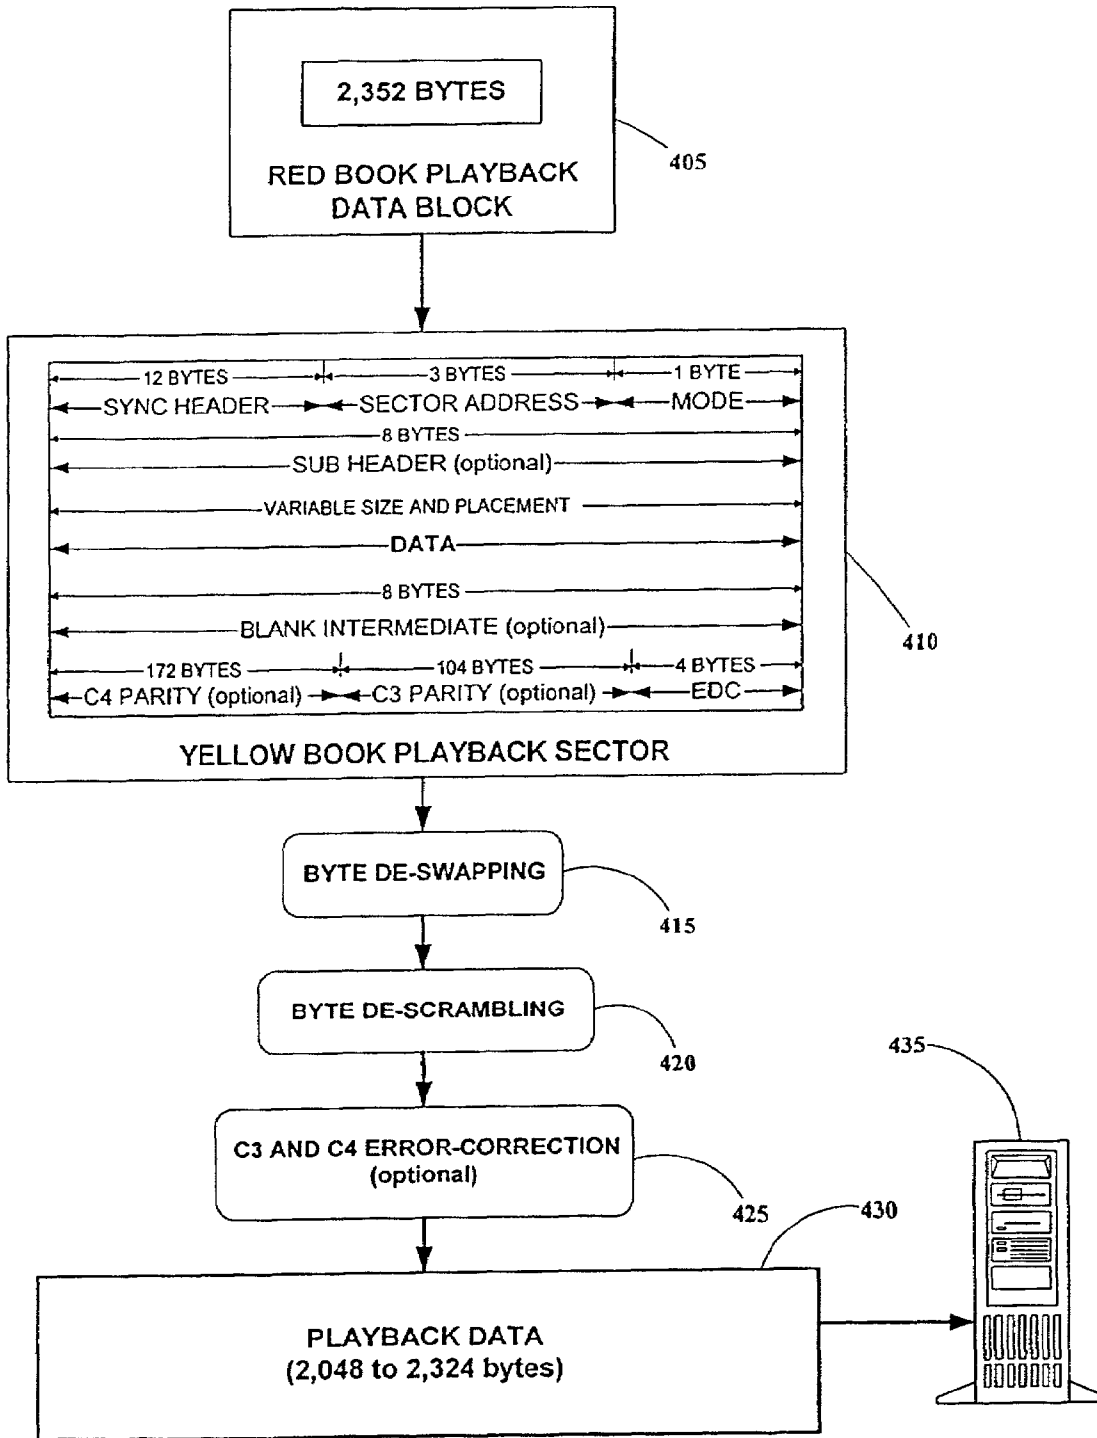 2,352 BYTES
RED BOOK PLAYBACK
DATA BLOCK
405
12 BYTES 3 BYTES 1 BYTE
SYNC HEADER SECTOR ADDRESS MODE
8 BYTES
SUB HEADER (optional)
VARIABLE SIZE AND PLACEMENT
DATA
8 BYTES
BLANK INTERMEDIATE (optional)
410
172 BYTES 104 BYTES 4 BYTES
C4 PARITY (optional) C3 PARITY (optional) EDC
YELLOW BOOK PLAYBACK SECTOR
BYTE DE-SWAPPING
415
BYTE DE-SCRAMBLING
420
435
C3 AND C4 ERROR-CORRECTION
(optional)
425
430
PLAYBACK DATA
(2,048 to 2,324 bytes)